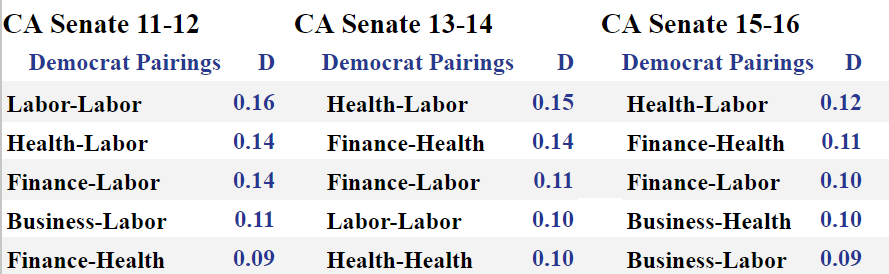 CA Senate 11-12 CA Senate 13-14 CA Senate 15-16
Democrat Pairings D Democrat Pairings D Democrat Pairings D
Labor-Labor 0.16 Health-Labor 0.15 Health-Labor 0.12
Health-Labor 0.14 Finance-Health 0.14 Finance-Health 0.11
Finance-Labor 0.14 Finance-Labor 0.11 Finance-Labor 0.10
Business-Labor 0.11 Labor-Labor 0.10 Business-Health 0.10
Finance-Health 0.09 Health-Health 0.10 Business-Labor 0.09